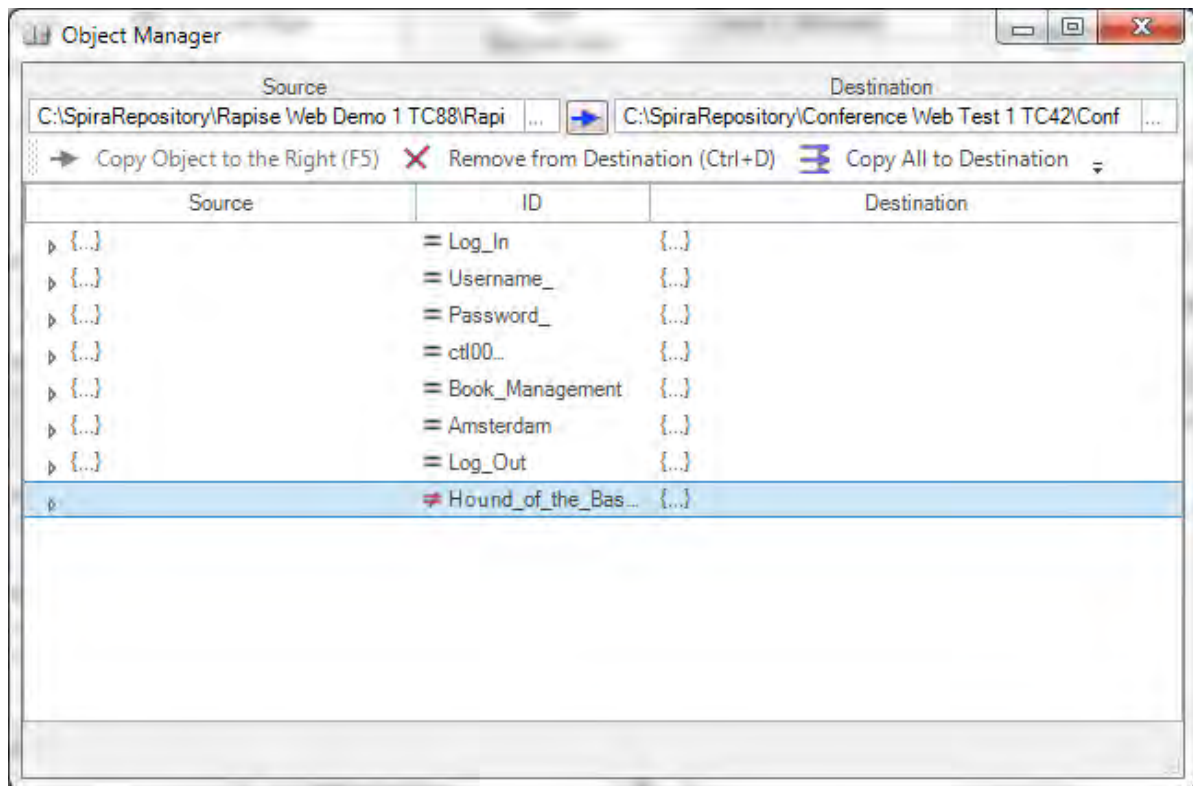 Object Manager
Source Destination
C:\SpiraRepository\Rapise Web Demo 1 TC88\Rapi ... C:\SpiraRepository\Conference Web Test 1 TC42\Conf ...
Copy Object to the Right (F5) Remove from Destination (Ctrl+D) Copy All to Destination
Source ID Destination
{...} = Log_In {...}
{...} = Username_ {...}
{...} = Password_ {...}
{...} = ctl00... {...}
{...} = Book_Management {...}
{...} = Amsterdam {...}
{...} = Log_Out {...}
≠ Hound_of_the_Bas... {...}